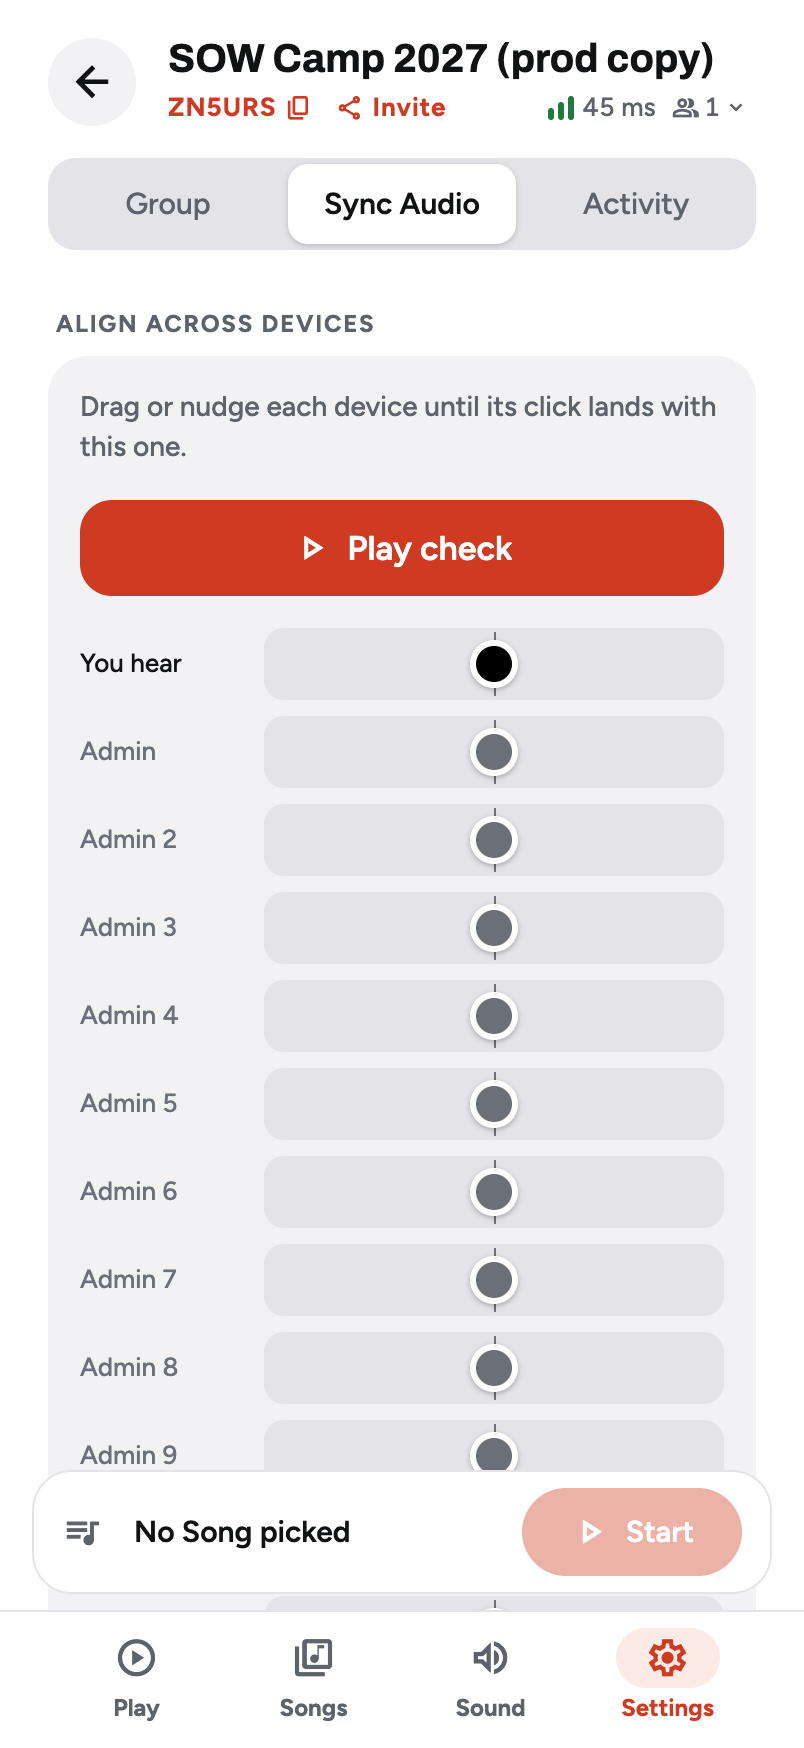 SOW Camp 2027 (prod copy)
ZN5URS Invite 45 ms 1
Group Sync Audio Activity
ALIGN ACROSS DEVICES
Drag or nudge each device until its click lands with
this one.
Play check
You hear
Admin
Admin 2
Admin 3
Admin 4
Admin 5
Admin 6
Admin 7
Admin 8
Admin 9
No Song picked Start
Play Songs Sound Settings